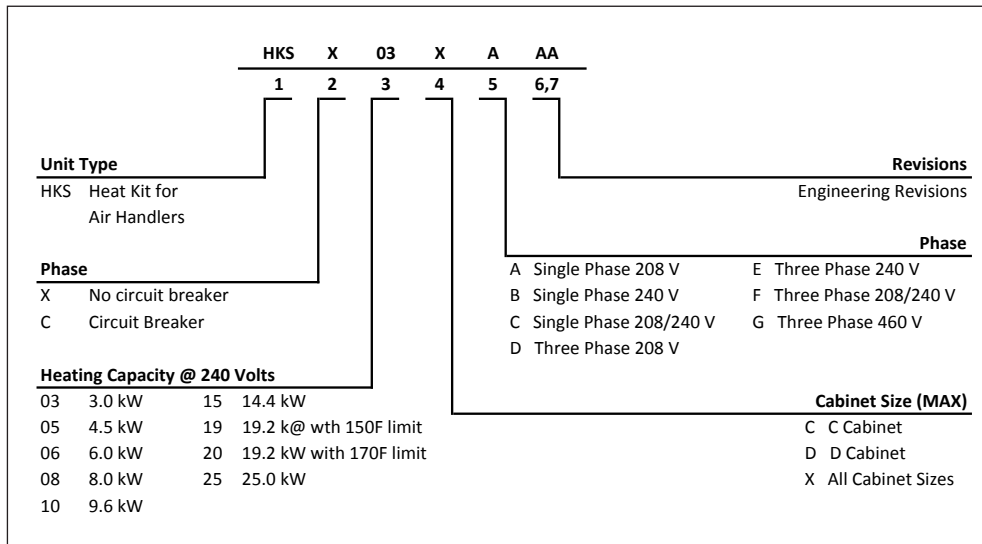 HKS X 03 X A AA
1 2 3 4 5 6,7
Unit Type
HKS Heat Kit for
Air Handlers
Revisions
Engineering Revisions
Phase
X No circuit breaker
C Circuit Breaker
Phase
A Single Phase 208 V E Three Phase 240 V
B Single Phase 240 V F Three Phase 208/240 V
C Single Phase 208/240 V G Three Phase 460 V
D Three Phase 208 V
Heating Capacity @ 240 Volts
03 3.0 kW 15 14.4 kW
05 4.5 kW 19 19.2 k@ wth 150F limit
06 6.0 kW 20 19.2 kW with 170F limit
08 8.0 kW 25 25.0 kW
10 9.6 kW
Cabinet Size (MAX)
C C Cabinet
D D Cabinet
X All Cabinet Sizes